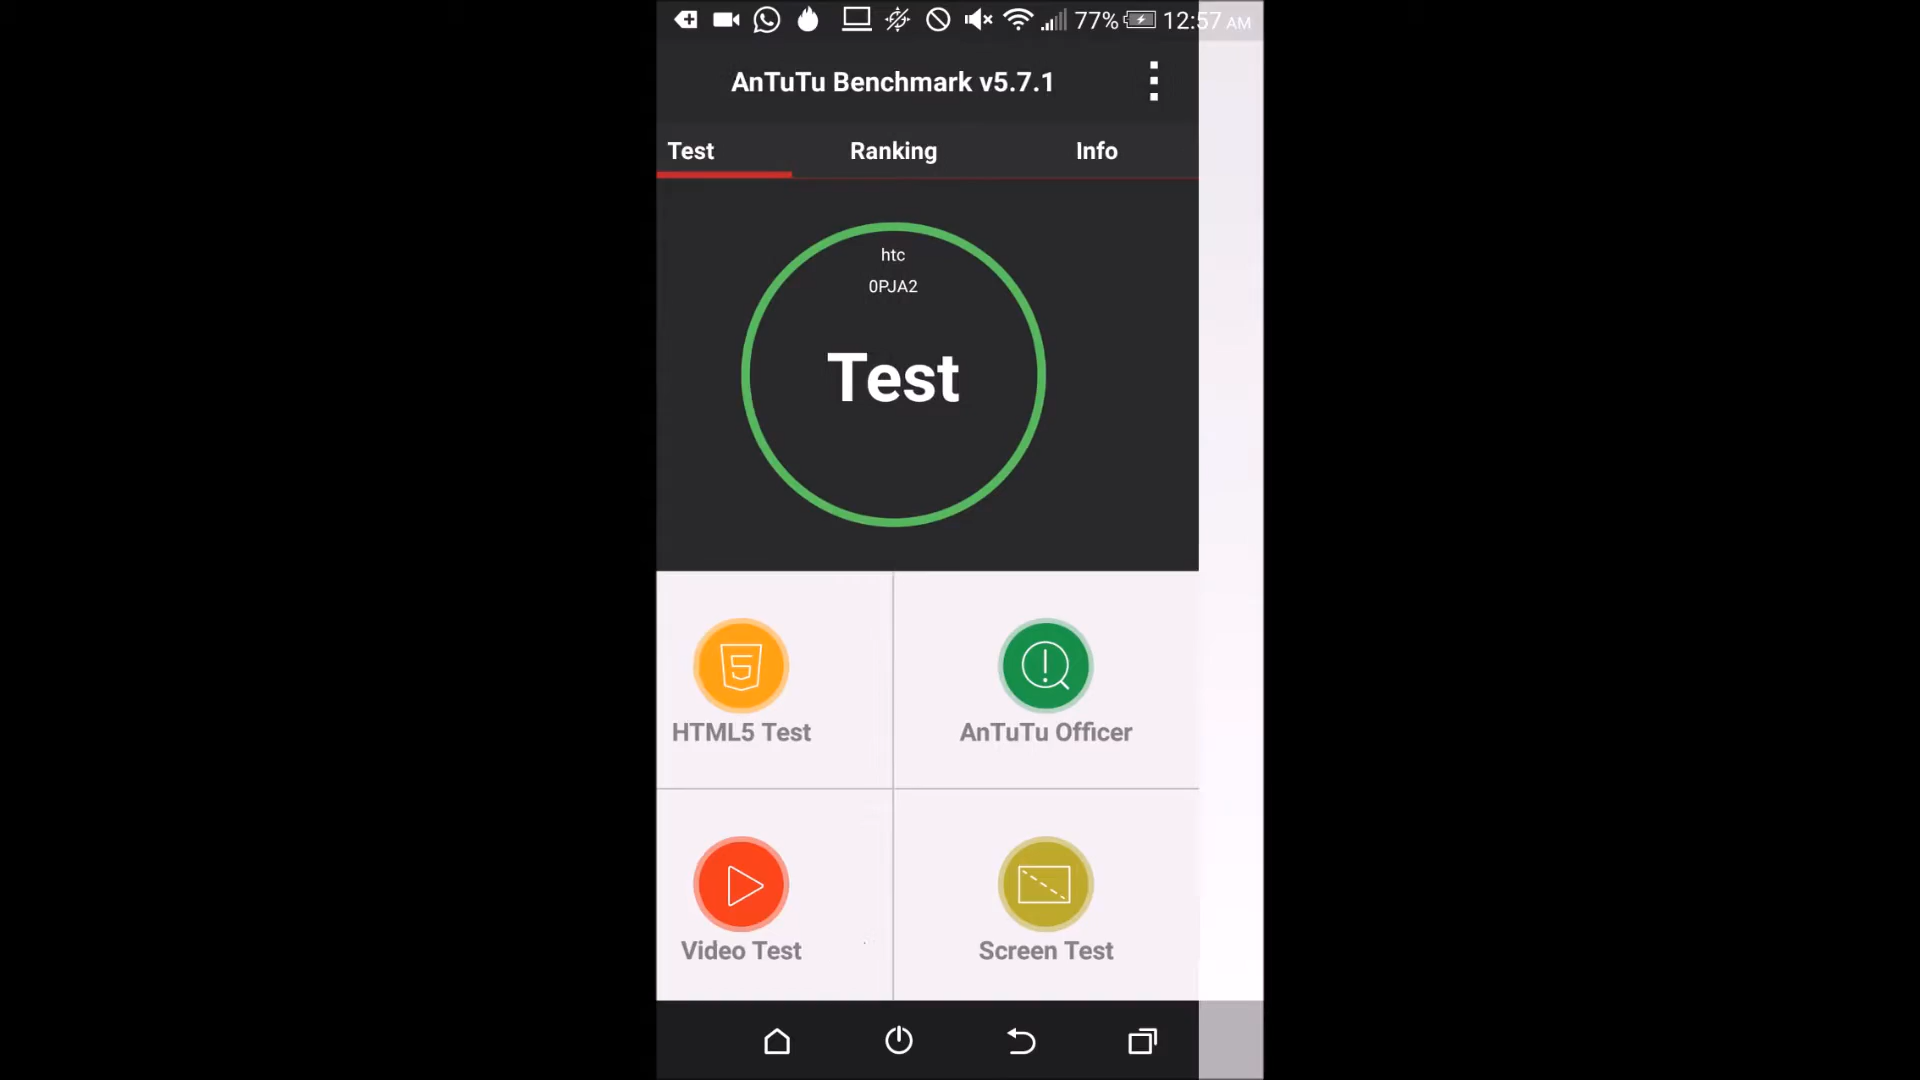 77% 12:57 AM
AnTuTu Benchmark v5.7.1
Test Ranking Info
htc
0PJA2
Test
HTML5 Test AnTuTu Officer
Video Test Screen Test